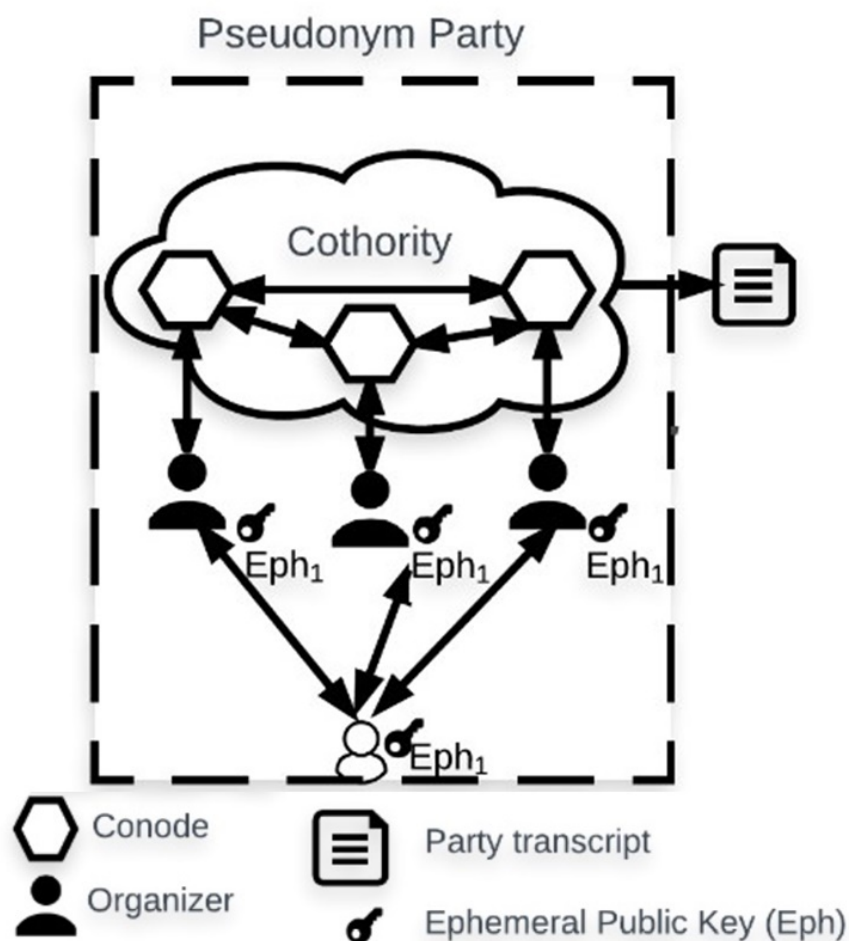 Pseudonym Party
Cothority
Eph₁
Eph₁
Eph₁
Eph₁
Conode
Party transcript
Organizer
Ephemeral Public Key (Eph)